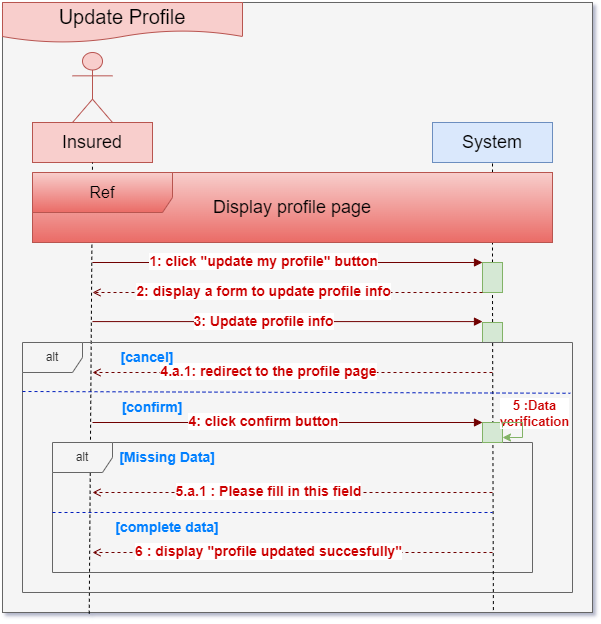 Update Profile
Insured
System
Ref
Display profile page
1: click "update my profile" button
2: display a form to update profile info
3: Update profile info
alt
[cancel]
4.a.1: redirect to the profile page
[confirm]
5 :Data
verification
4: click confirm button
alt
[Missing Data]
5.a.1 : Please fill in this field
[complete data]
6 : display "profile updated succesfully"